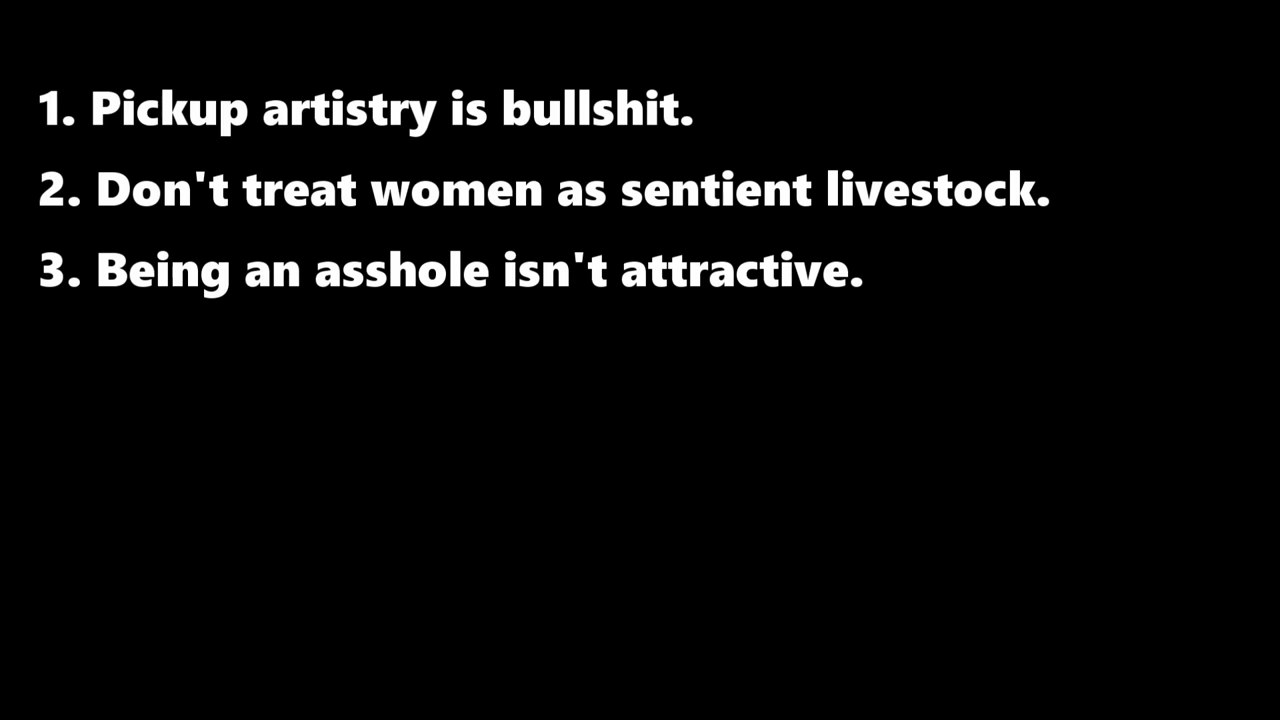 1. Pickup artistry is bullshit.
2. Don't treat women as sentient livestock.
3. Being an asshole isn't attractive.